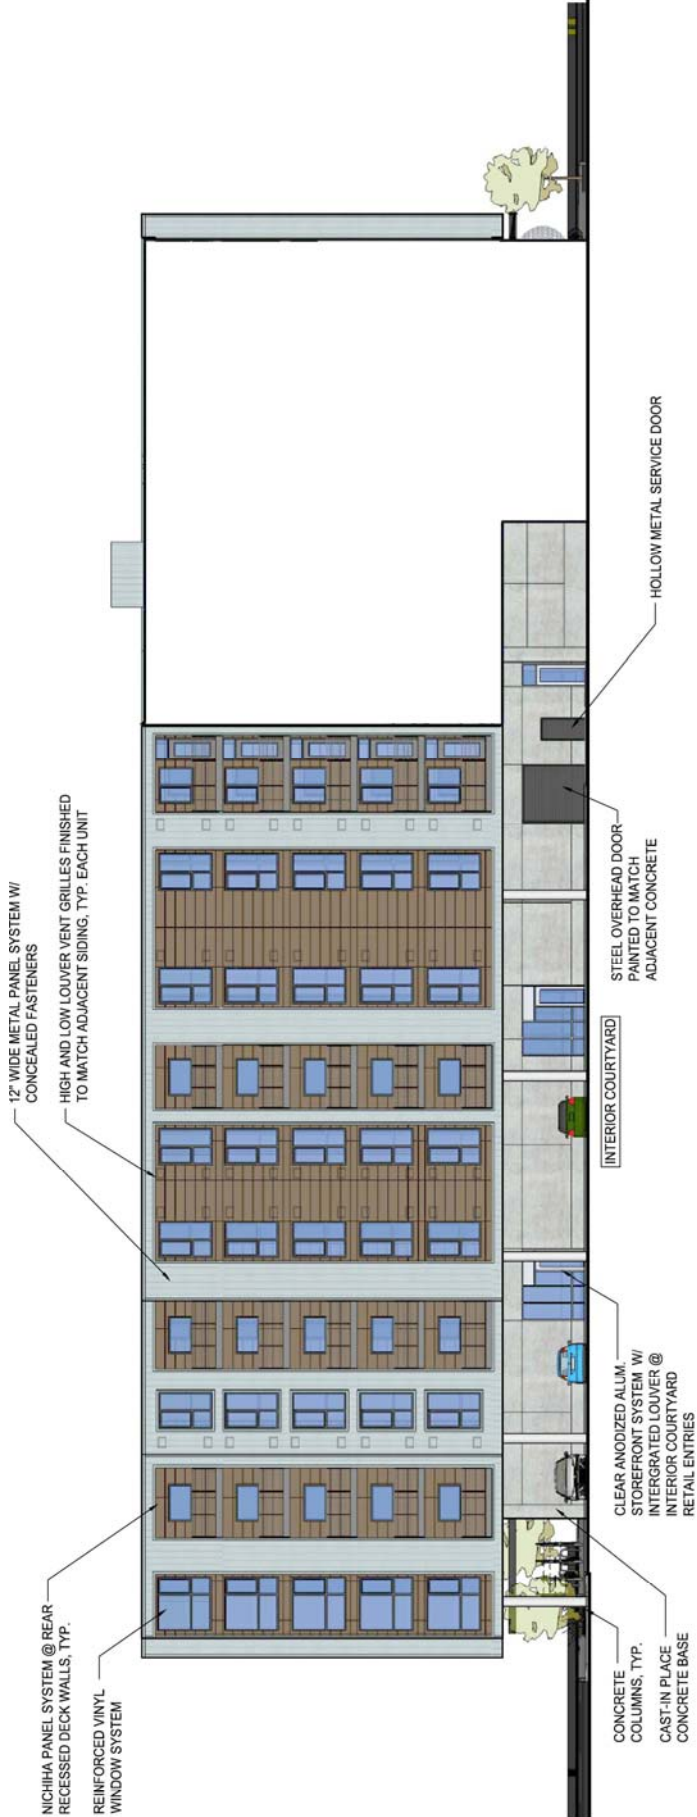 NICHIHA PANEL SYSTEM @ REAR
RECESSED DECK WALLS, TYP.
REINFORCED VINYL
WINDOW SYSTEM
12" WIDE METAL PANEL SYSTEM W/
CONCEALED FASTENERS
HIGH AND LOW LOUVER VENT GRILLES FINISHED
TO MATCH ADJACENT SIDING, TYP. EACH UNIT
CONCRETE
COLUMNS, TYP.
CAST-IN PLACE
CONCRETE BASE
CLEAR ANODIZED ALUM.
STOREFRONT SYSTEM W/
INTERGRATED LOUVER @
INTERIOR COURTYARD
RETAIL ENTRIES
INTERIOR COURTYARD
STEEL OVERHEAD DOOR
PAINTED TO MATCH
ADJACENT CONCRETE
HOLLOW METAL SERVICE DOOR